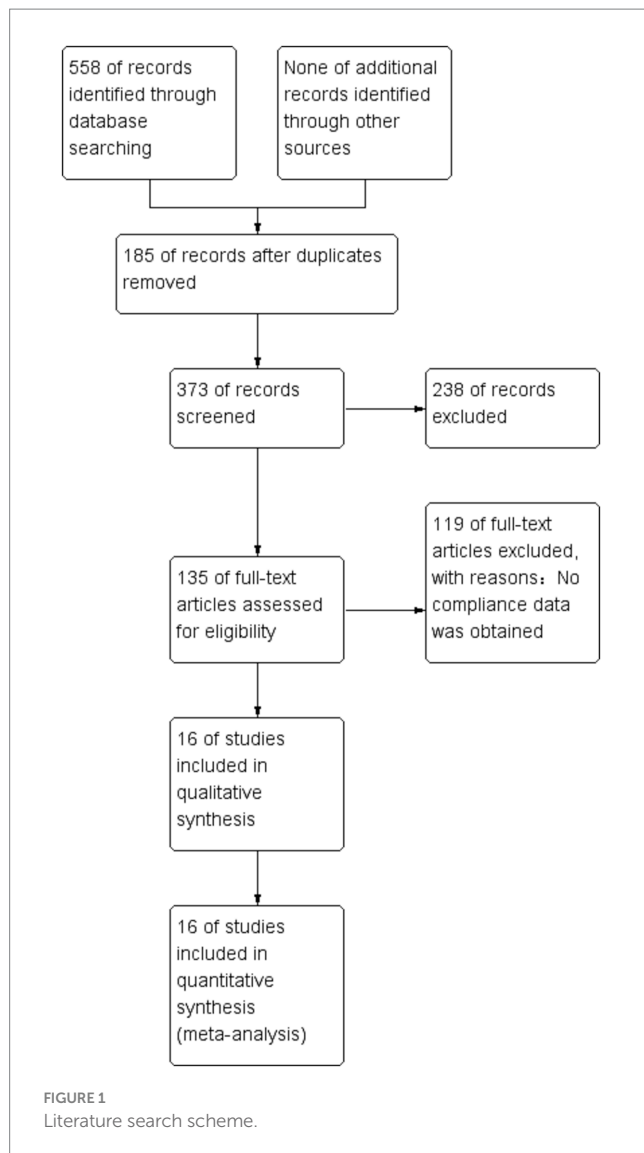 558 of records
identified through
database
searching
None of additional
records identified
through other
sources
185 of records after duplicates
removed
373 of records
screened
238 of records
excluded
135 of full-text
articles assessed
for eligibility
119 of full-text
articles excluded,
with reasons：No
compliance data
was obtained
16 of studies
included in
qualitative
synthesis
16 of studies
included in
quantitative
synthesis
(meta-analysis)
FIGURE 1
Literature search scheme.